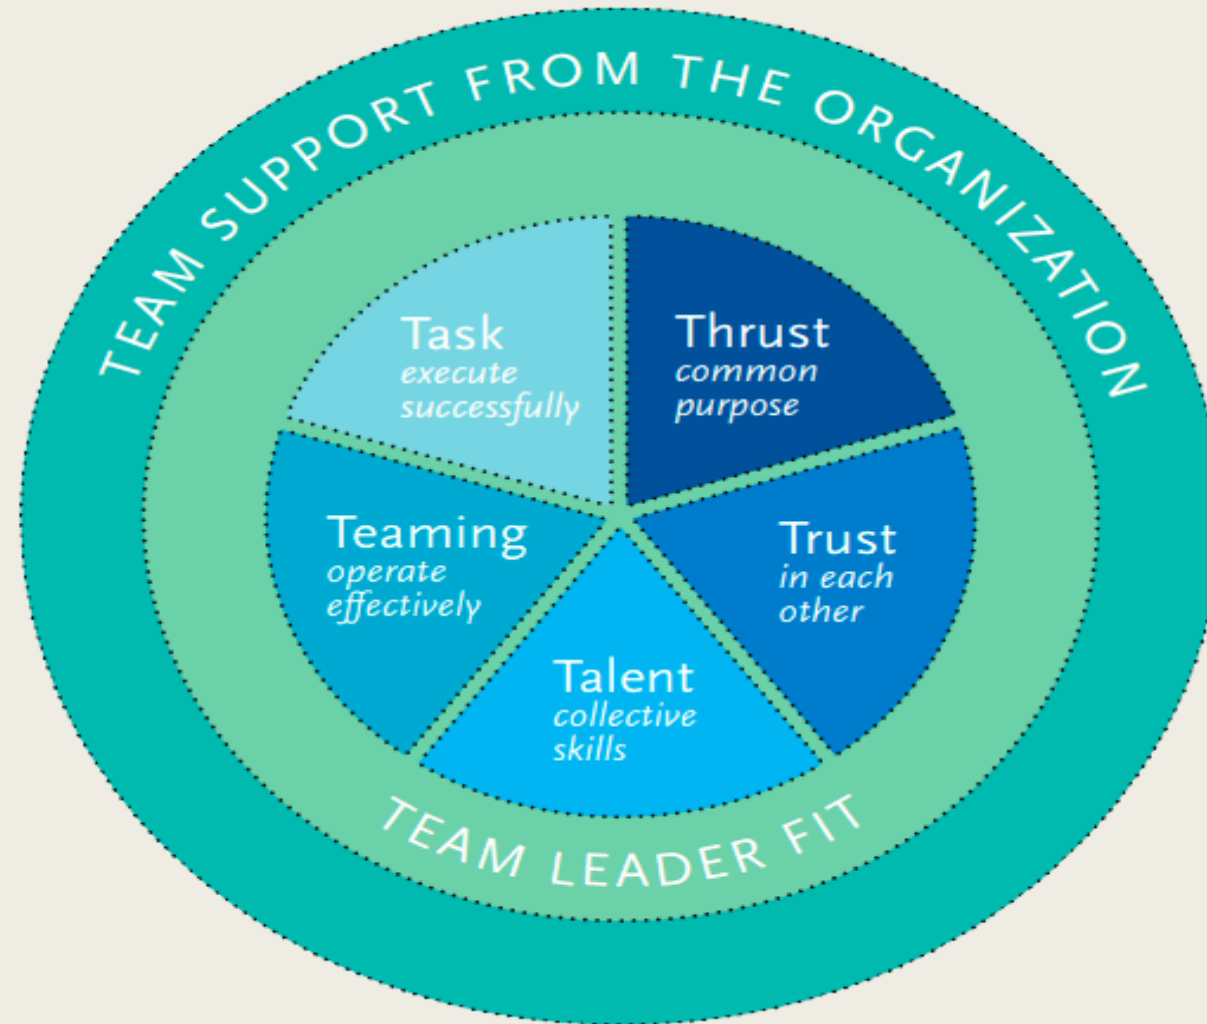 TEAM SUPPORT FROM THE ORGANIZATION
Task
execute
successfully
Thrust
common
purpose
Teaming
operate
effectively
Trust
in each
other
Talent
collective
skills
TEAM LEADER FIT